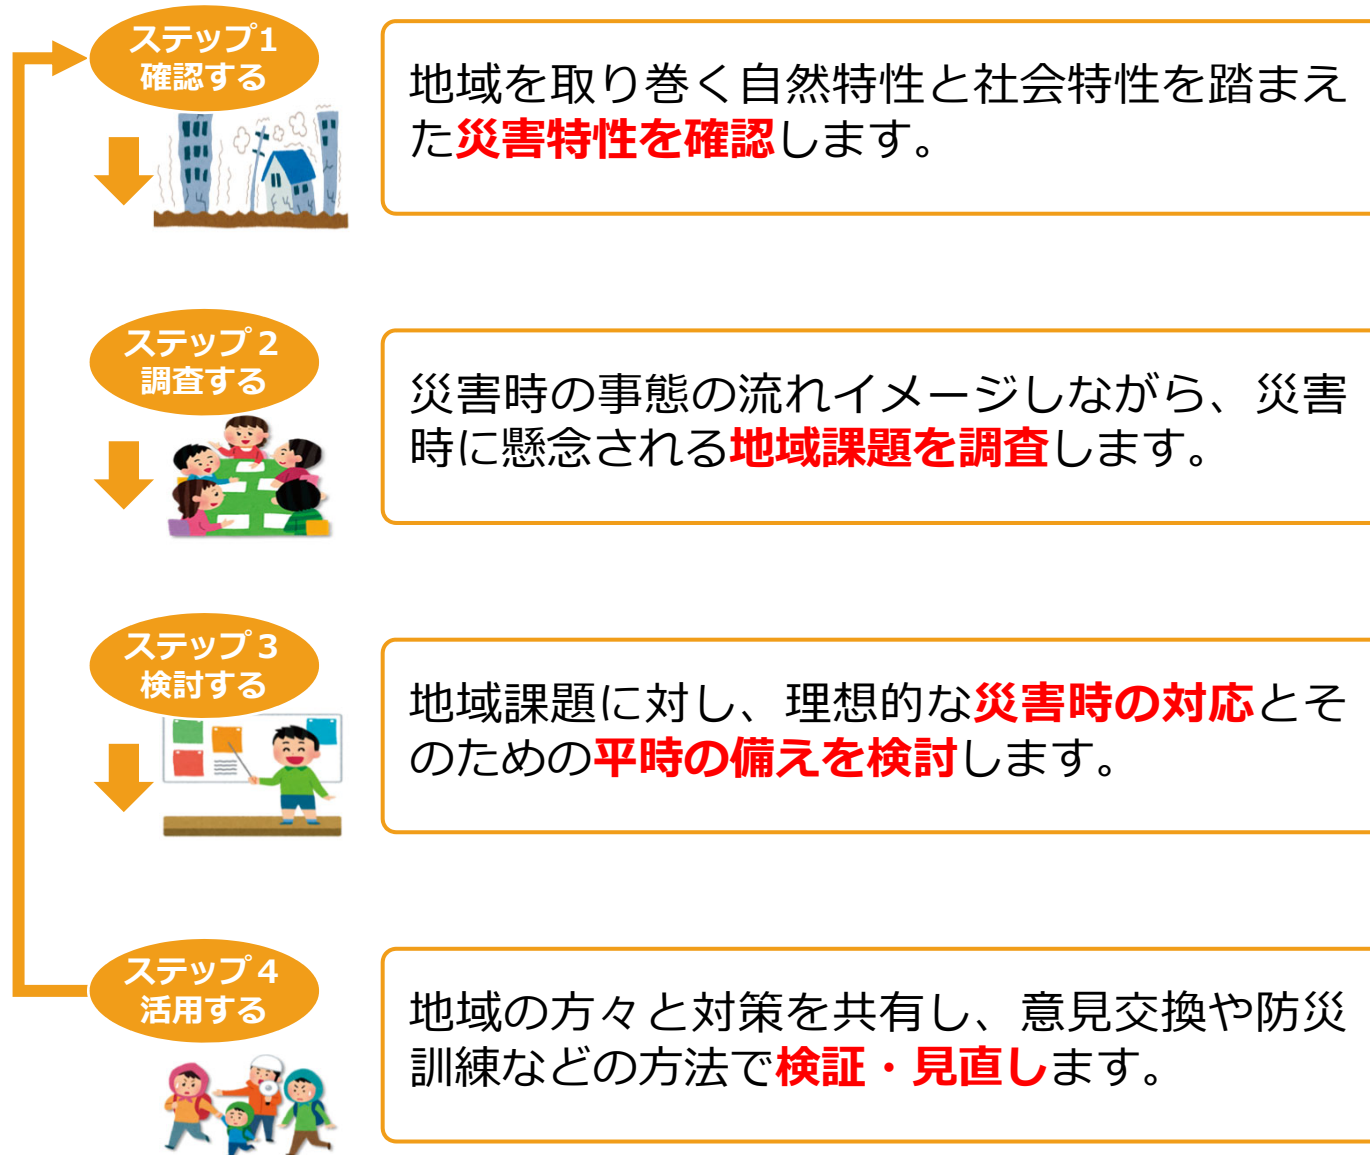 ステップ1
確認する
地域を取り巻く自然特性と社会特性を踏まえ
た災害特性を確認します。
ステップ２
調査する
災害時の事態の流れイメージしながら、災害
時に懸念される地域課題を調査します。
ステップ３
検討する
地域課題に対し、理想的な災害時の対応とそ
のための平時の備えを検討します。
ステップ４
活用する
地域の方々と対策を共有し、意見交換や防災
訓練などの方法で検証・見直します。